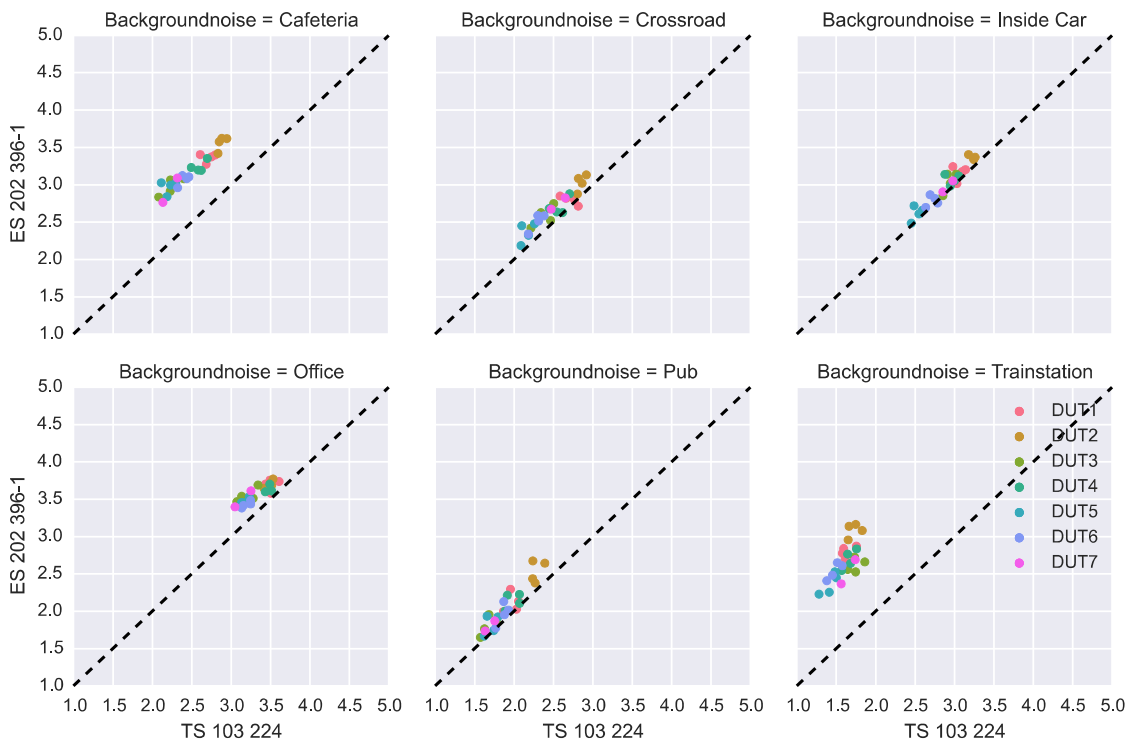 Backgroundnoise = Cafeteria
Backgroundnoise = Crossroad
Backgroundnoise = Inside Car
5.0
4.5
4.0
3.5
3.0
2.5
2.0
1.5
1.0
ES 202 396-1
1.0 1.5 2.0 2.5 3.0 3.5 4.0 4.5 5.0
Backgroundnoise = Office
Backgroundnoise = Pub
Backgroundnoise = Trainstation
5.0
4.5
4.0
3.5
3.0
2.5
2.0
1.5
1.0
ES 202 396-1
DUT1
DUT2
DUT3
DUT4
DUT5
DUT6
DUT7
1.0 1.5 2.0 2.5 3.0 3.5 4.0 4.5 5.0
1.0 1.5 2.0 2.5 3.0 3.5 4.0 4.5 5.0
TS 103 224
TS 103 224
TS 103 224